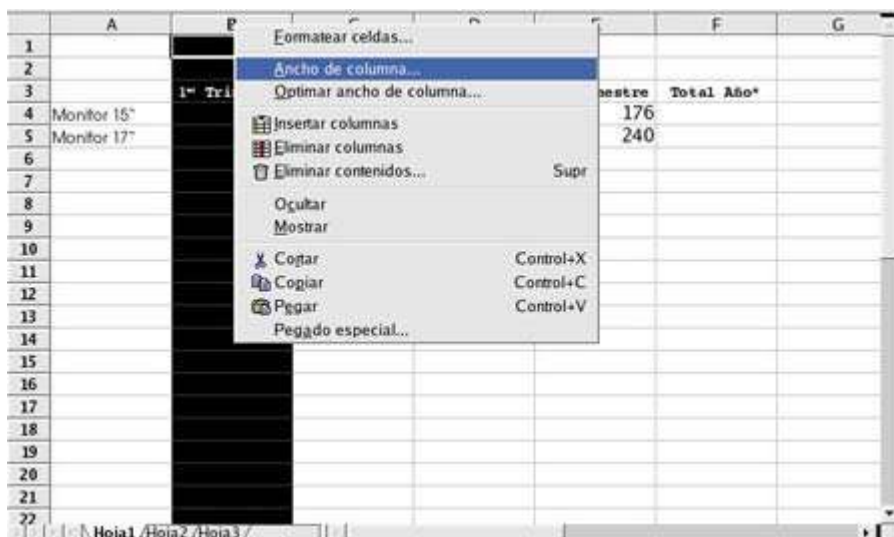 A B F G
Formatear celdas...
1
2 Ancho de columna...
3 1er Tri Optimar ancho de columna... mestre Total Año*
4 Monitor 15" 176
Insertar columnas
5 Monitor 17" 240
Eliminar columnas
6
Eliminar contenidos... Supr
7
8 Ocultar
9 Mostrar
10 Cortar Control+X
11 Copiar Control+C
12
13 Pegar Control+V
14 Pegado especial...
15
16
17
18
19
20
21
22
Hoja1 Hoja2 Hoja3